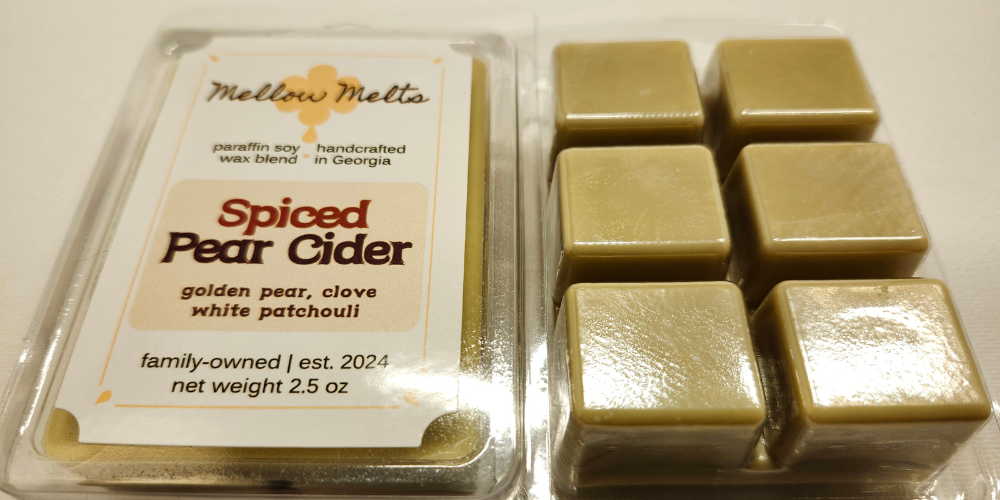 Mellow Melts
paraffin soy handcrafted
wax blend in Georgia
Spiced
Pear Cider
golden pear, clove
white patchouli
family-owned | est. 2024
net weight 2.5 oz